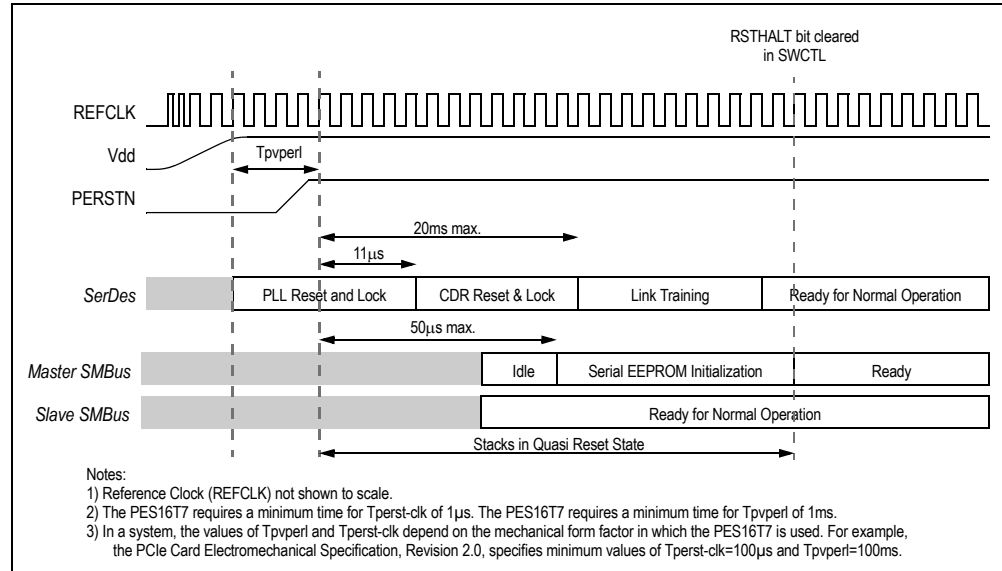 RSTHALT bit cleared
in SWCTL
REFCLK
Vdd
Tpvperl
PERSTN
20ms max.
11μs
SerDes
PLL Reset and Lock
CDR Reset & Lock
Link Training
Ready for Normal Operation
50μs max.
Master SMBus
Idle
Serial EEPROM Initialization
Ready
Slave SMBus
Ready for Normal Operation
Stacks in Quasi Reset State
Notes:
1) Reference Clock (REFCLK) not shown to scale.
2) The PES16T7 requires a minimum time for Tperst-clk of 1μs. The PES16T7 requires a minimum time for Tpvperl of 1ms.
3) In a system, the values of Tpvperl and Tperst-clk depend on the mechanical form factor in which the PES16T7 is used. For example,
the PCIe Card Electromechanical Specification, Revision 2.0, specifies minimum values of Tperst-clk=100µs and Tpvperl=100ms.